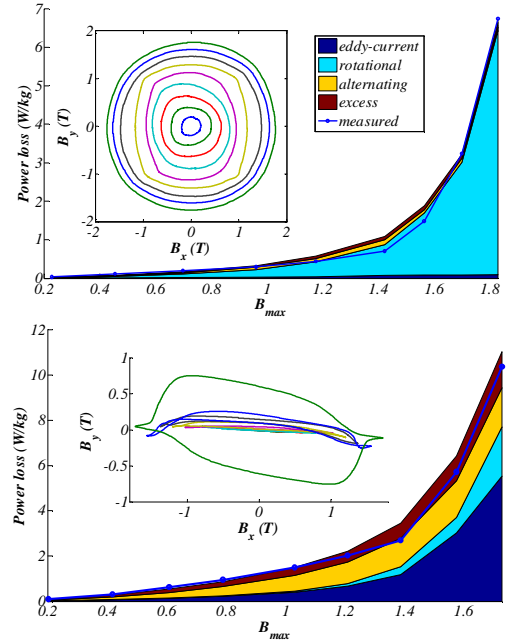 7
6
5
4
3
2
1
0
Power loss (W/kg)
2
1
0
-1
-2
B_y (T)
-2 -1 0 1 2
B_x (T)
eddy-current
rotational
alternating
excess
measured
0.2 0.4 0.6 0.8 1 1.2 1.4 1.6 1.8
B_max
12
10
8
6
4
2
0
Power loss (W/kg)
1
0.5
0
-0.5
-1
B_y (T)
-1 0 1
B_x (T)
0.2 0.4 0.6 0.8 1 1.2 1.4 1.6
B_max